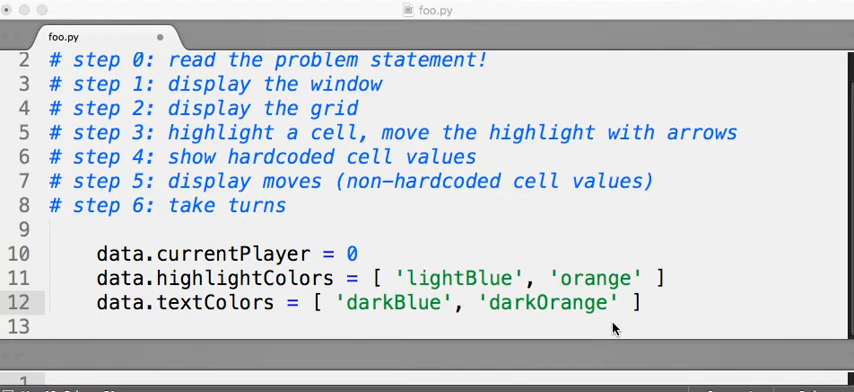 foo.py
foo.py
2 # step 0: read the problem statement!
3 # step 1: display the window
4 # step 2: display the grid
5 # step 3: highlight a cell, move the highlight with arrows
6 # step 4: show hardcoded cell values
7 # step 5: display moves (non-hardcoded cell values)
8 # step 6: take turns
9
10 data.currentPlayer = 0
11 data.highlightColors = [ 'lightBlue', 'orange' ]
12 data.textColors = [ 'darkBlue', 'darkOrange' ]
13
1